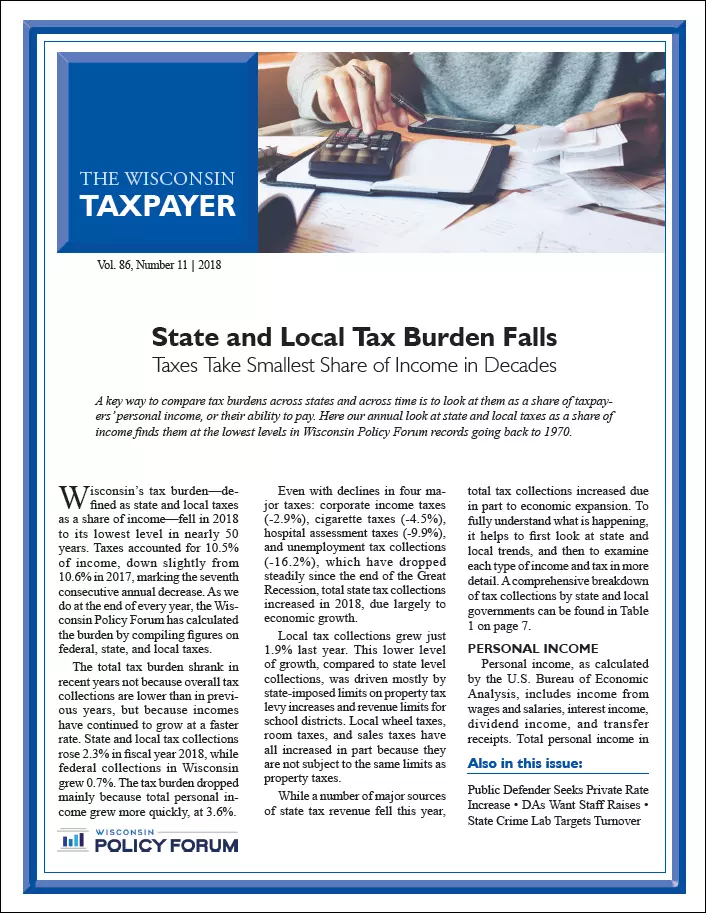 THE WISCONSIN
TAXPAYER
Vol. 86, Number 11 | 2018
State and Local Tax Burden Falls
Taxes Take Smallest Share of Income in Decades
A key way to compare tax burdens across states and across time is to look at them as a share of taxpay-
ers' personal income, or their ability to pay. Here our annual look at state and local taxes as a share of
income finds them at the lowest levels in Wisconsin Policy Forum records going back to 1970.
Wisconsin's tax burden—de-
fined as state and local taxes
as a share of income—fell in 2018
to its lowest level in nearly 50
years. Taxes accounted for 10.5%
of income, down slightly from
10.6% in 2017, marking the seventh
consecutive annual decrease. As we
do at the end of every year, the Wis-
consin Policy Forum has calculated
the burden by compiling figures on
federal, state, and local taxes.
The total tax burden shrank in
recent years not because overall tax
collections are lower than in previ-
ous years, but because incomes
have continued to grow at a faster
rate. State and local tax collections
rose 2.3% in fiscal year 2018, while
federal collections in Wisconsin
grew 0.7%. The tax burden dropped
mainly because total personal in-
come grew more quickly, at 3.6%.
Even with declines in four ma-
jor taxes: corporate income taxes
(-2.9%), cigarette taxes (-4.5%),
hospital assessment taxes (-9.9%),
and unemployment tax collections
(-16.2%), which have dropped
steadily since the end of the Great
Recession, total state tax collections
increased in 2018, due largely to
economic growth.
Local tax collections grew just
1.9% last year. This lower level
of growth, compared to state level
collections, was driven mostly by
state-imposed limits on property tax
levy increases and revenue limits for
school districts. Local wheel taxes,
room taxes, and sales taxes have
all increased in part because they
are not subject to the same limits as
property taxes.
While a number of major sources
of state tax revenue fell this year,
total tax collections increased due
in part to economic expansion. To
fully understand what is happening,
it helps to first look at state and
local trends, and then to examine
each type of income and tax in more
detail. A comprehensive breakdown
of tax collections by state and local
governments can be found in Table
1 on page 7.
PERSONAL INCOME
Personal income, as calculated
by the U.S. Bureau of Economic
Analysis, includes income from
wages and salaries, interest income,
dividend income, and transfer
receipts. Total personal income in
Also in this issue:
Public Defender Seeks Private Rate
Increase • DAs Want Staff Raises •
State Crime Lab Targets Turnover
WISCONSIN
POLICY FORUM